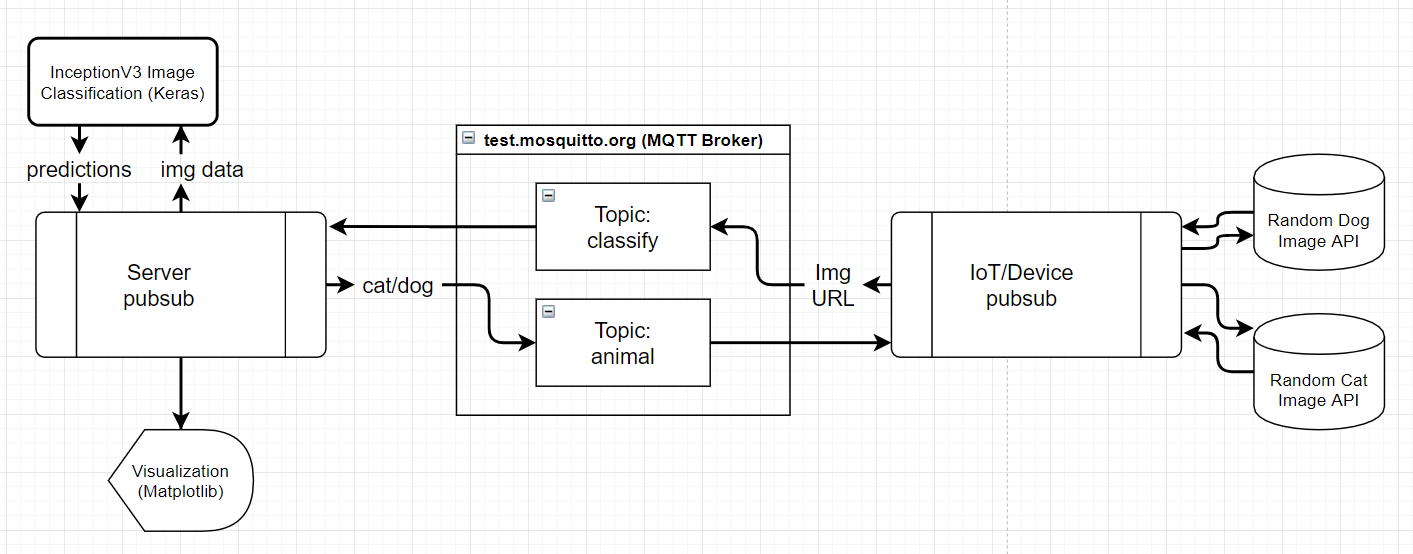 InceptionV3 Image
Classification (Keras)
predictions
img data
test.mosquitto.org (MQTT Broker)
Topic:
classify
Server
pubsub
cat/dog
Topic:
animal
Img
URL
IoT/Device
pubsub
Random Dog
Image API
Random Cat
Image API
Visualization
(Matplotlib)